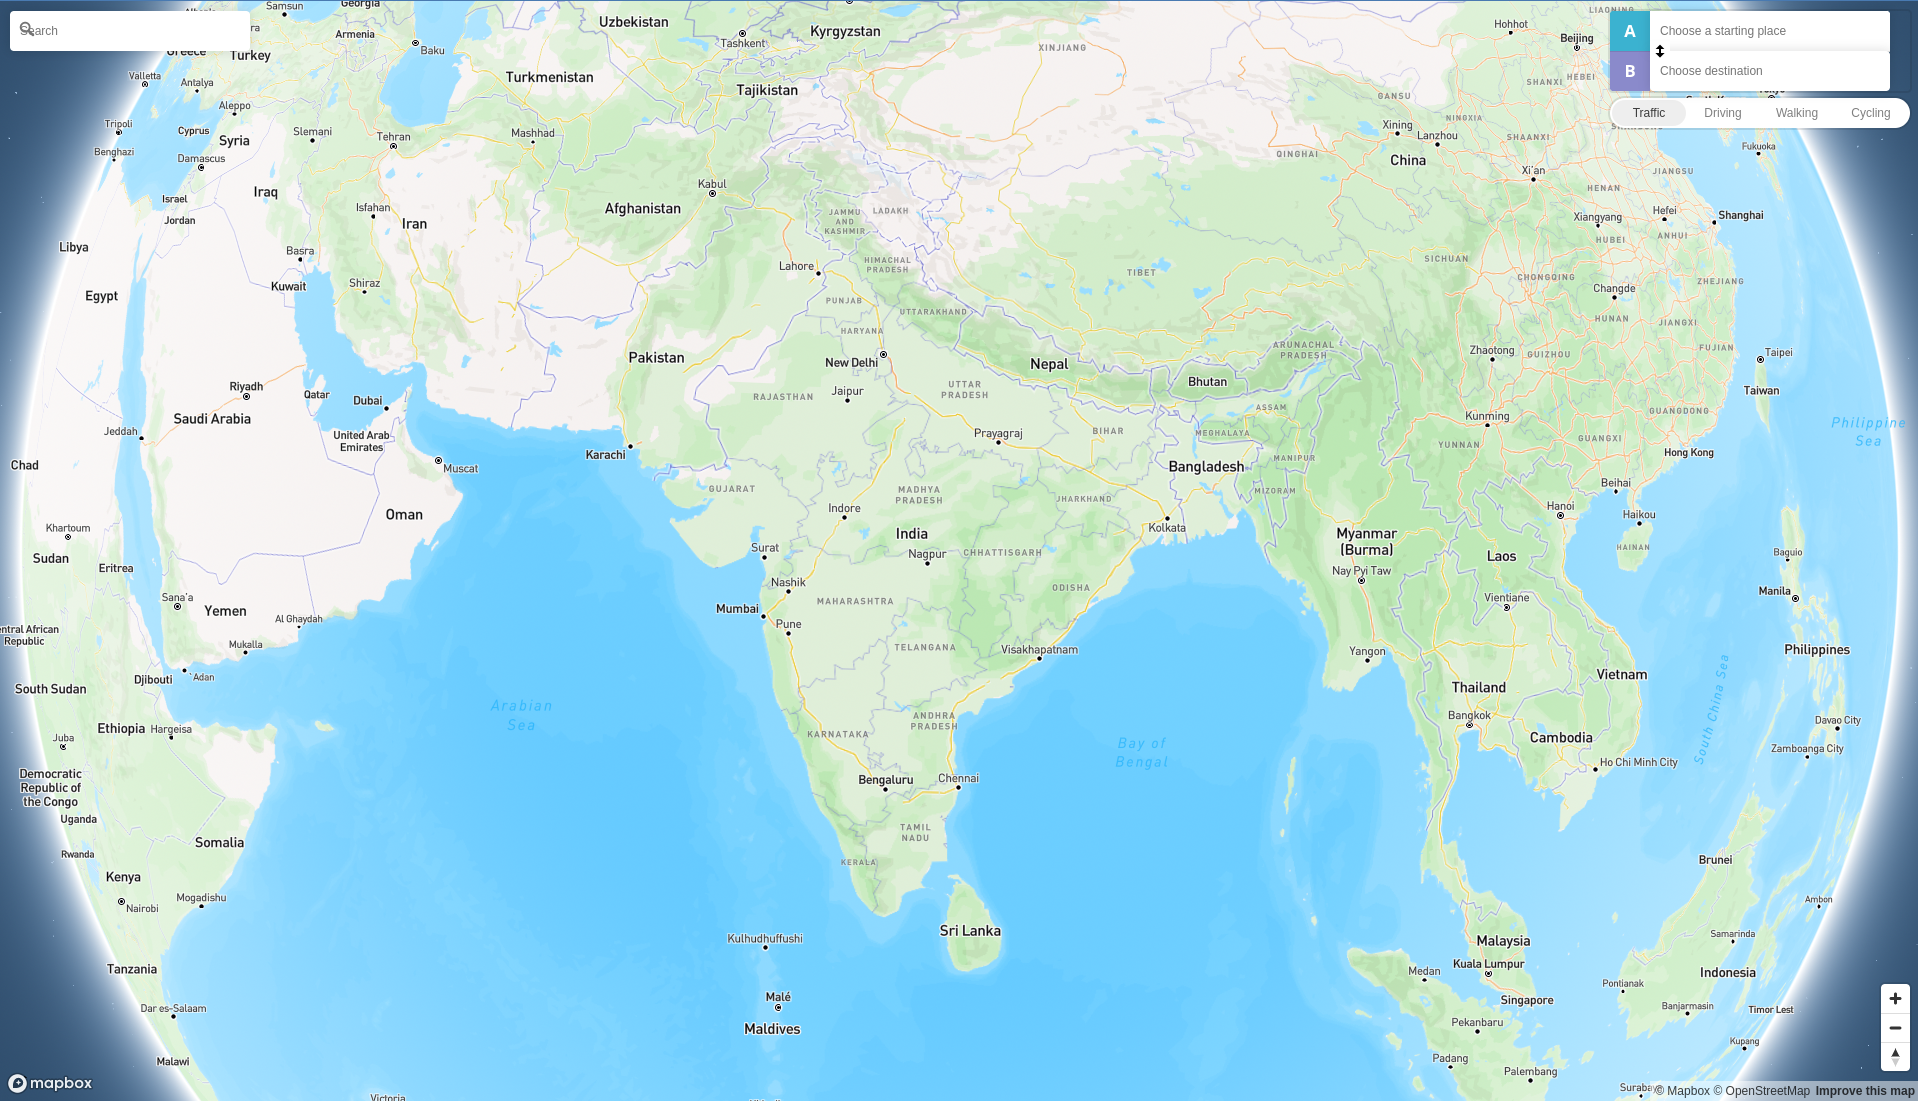 Search
A
Choose a starting place
B
Choose destination
Traffic
Driving
Walking
Cycling
Samsun
Georgia
Armenia
Baku
Greece
Turkey
Valletta
Antalya
Aleppo
Tripoli
Cyprus
Syria
Benghazi
Damascus
Slemani
Tehran
Israel
Jordan
Iraq
Isfahan
Iran
Libya
Basra
Kuwait
Shiraz
Egypt
Uzbekistan
Tashkent
Kyrgyzstan
Turkmenistan
Tajikistan
Mashhad
Kabul
Afghanistan
XINJIANG
JAMMU
AND
KASHMIR
LADAKH
HIMACHAL
PRADESH
Lahore
PUNJAB
UTTARAKHAND
HARYANA
Pakistan
New Delhi
Nepal
Bhutan
ARUNACHAL
PRADESH
TIBET
QINGHAI
Hohhot
Beijing
LIAONING
SHANXI
HEBEI
GANSU
NINGXIA
Xining
Lanzhou
SHAANXI
China
Xi'an
HENAN
JIANGSU
Fukuoka
Xiangyang
Hefei
Shanghai
HUBEI
ANHUI
SICHUAN
CHONGQING
ZHEJIANG
Changde
HUNAN
JIANGXI
Zhaotong
GUIZHOU
FUJIAN
Taipei
Taiwan
Kunming
YUNNAN
GUANGXI
GUANGDONG
Hong Kong
Philippine
Sea
Riyadh
Qatar
Dubai
Saudi Arabia
Jeddah
United Arab
Emirates
Muscat
Chad
Karachi
RAJASTHAN
Jaipur
UTTAR
PRADESH
Prayagraj
BIHAR
ASSAM
MEGHALAYA
MANIPUR
Bangladesh
MIZORAM
GUJARAT
MADHYA
PRADESH
JHARKHAND
Indore
India
Kolkata
Surat
Nagpur
CHHATTISGARH
Nashik
ODISHA
Mumbai
MAHARASHTRA
Pune
TELANGANA
Visakhapatnam
Oman
Khartoum
Sudan
Eritrea
Sana'a
Yemen
Al Ghaydah
Mukalla
ntral African
Republic
Djibouti
Adan
South Sudan
Ethiopia
Hargeisa
Juba
Democratic
Republic of
the Congo
Uganda
Somalia
Rwanda
Kenya
Mogadishu
Nairobi
Tanzania
Dar es-Salaam
Malawi
Victoria
Arabian
Sea
ANDHRA
PRADESH
KARNATAKA
Bengaluru
Chennai
TAMIL
NADU
KERALA
Sri Lanka
Kulhudhuffushi
Malé
Maldives
Bay of
Bengal
Myanmar
(Burma)
Nay Pyi Taw
Laos
Hanoi
Beihai
Haikou
HAINAN
Vientiane
Yangon
Thailand
Vietnam
Bangkok
Cambodia
Ho Chi Minh City
South China Sea
Baguio
Manila
Philippines
Davao City
Zamboanga City
Brunei
Ambon
Malaysia
Samarinda
Medan
Kuala Lumpur
Indonesia
Pontianak
Singapore
Banjarmasin
Timor Lest
Pekanbaru
Kupang
Padang
Palembang
Surabay
mapbox
© Mapbox © OpenStreetMap Improve this map